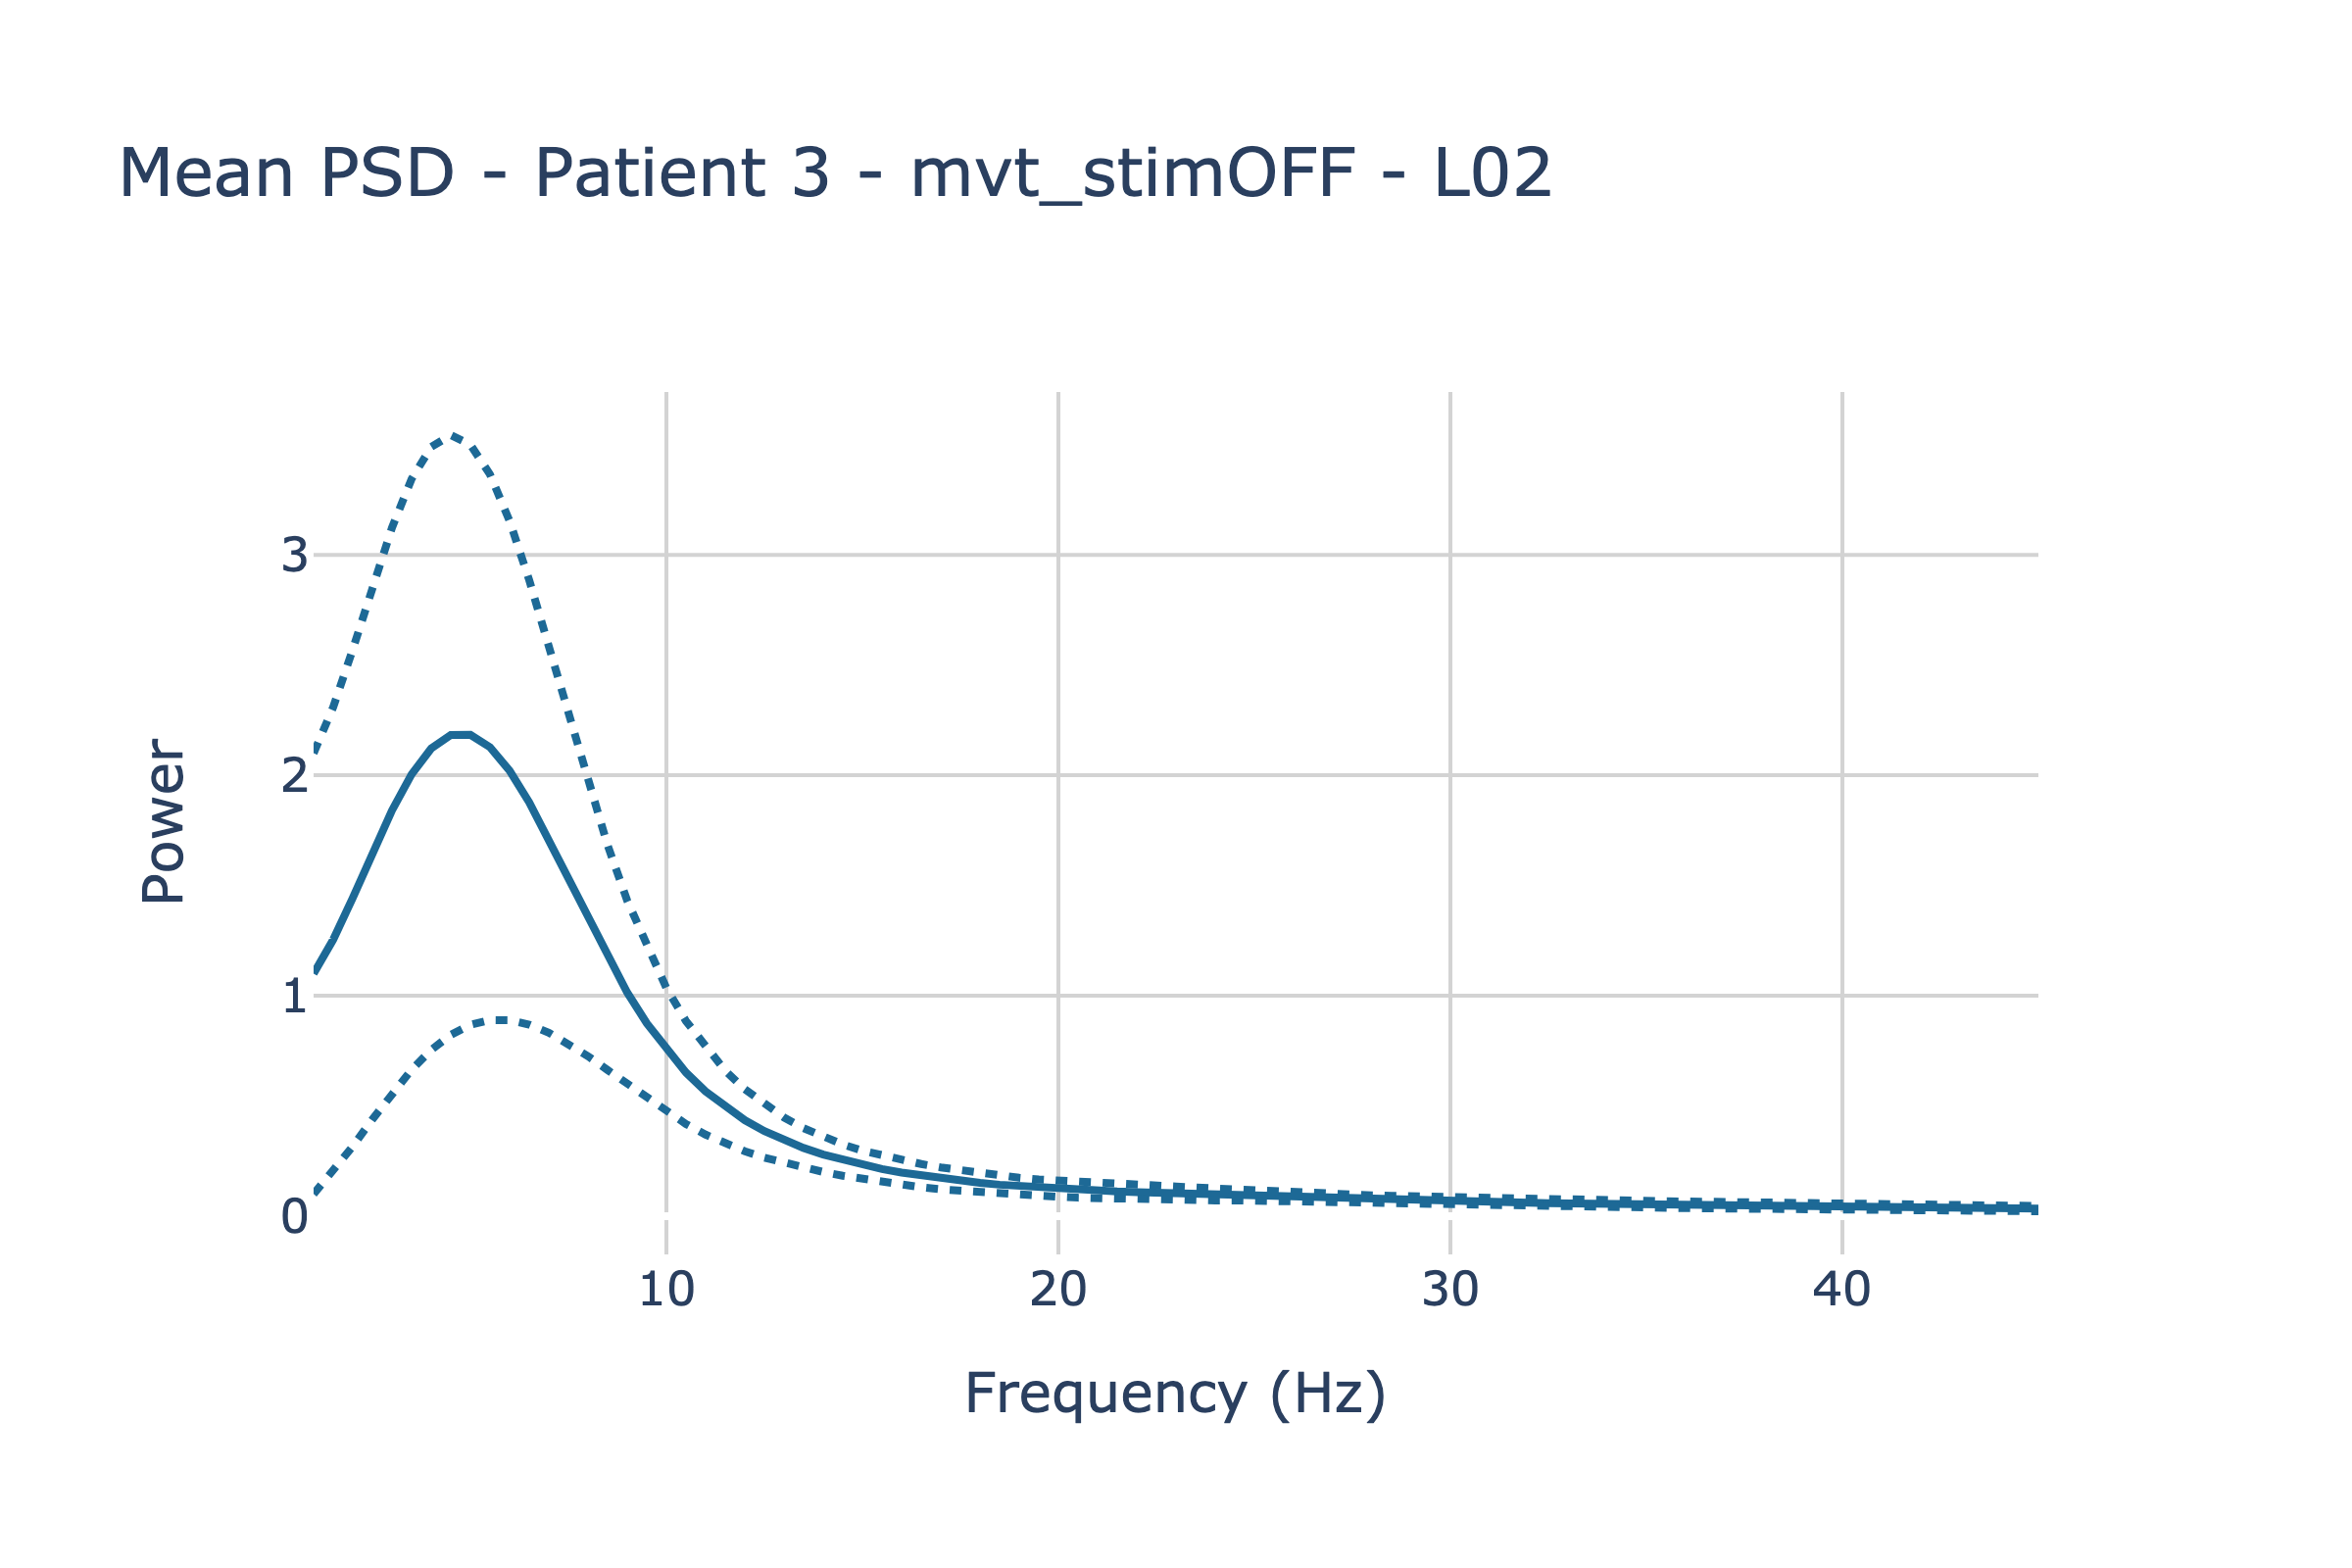 Mean PSD - Patient 3 - mvt_stimOFF - L02
3
2
1
0
Power
10 20 30 40
Frequency (Hz)